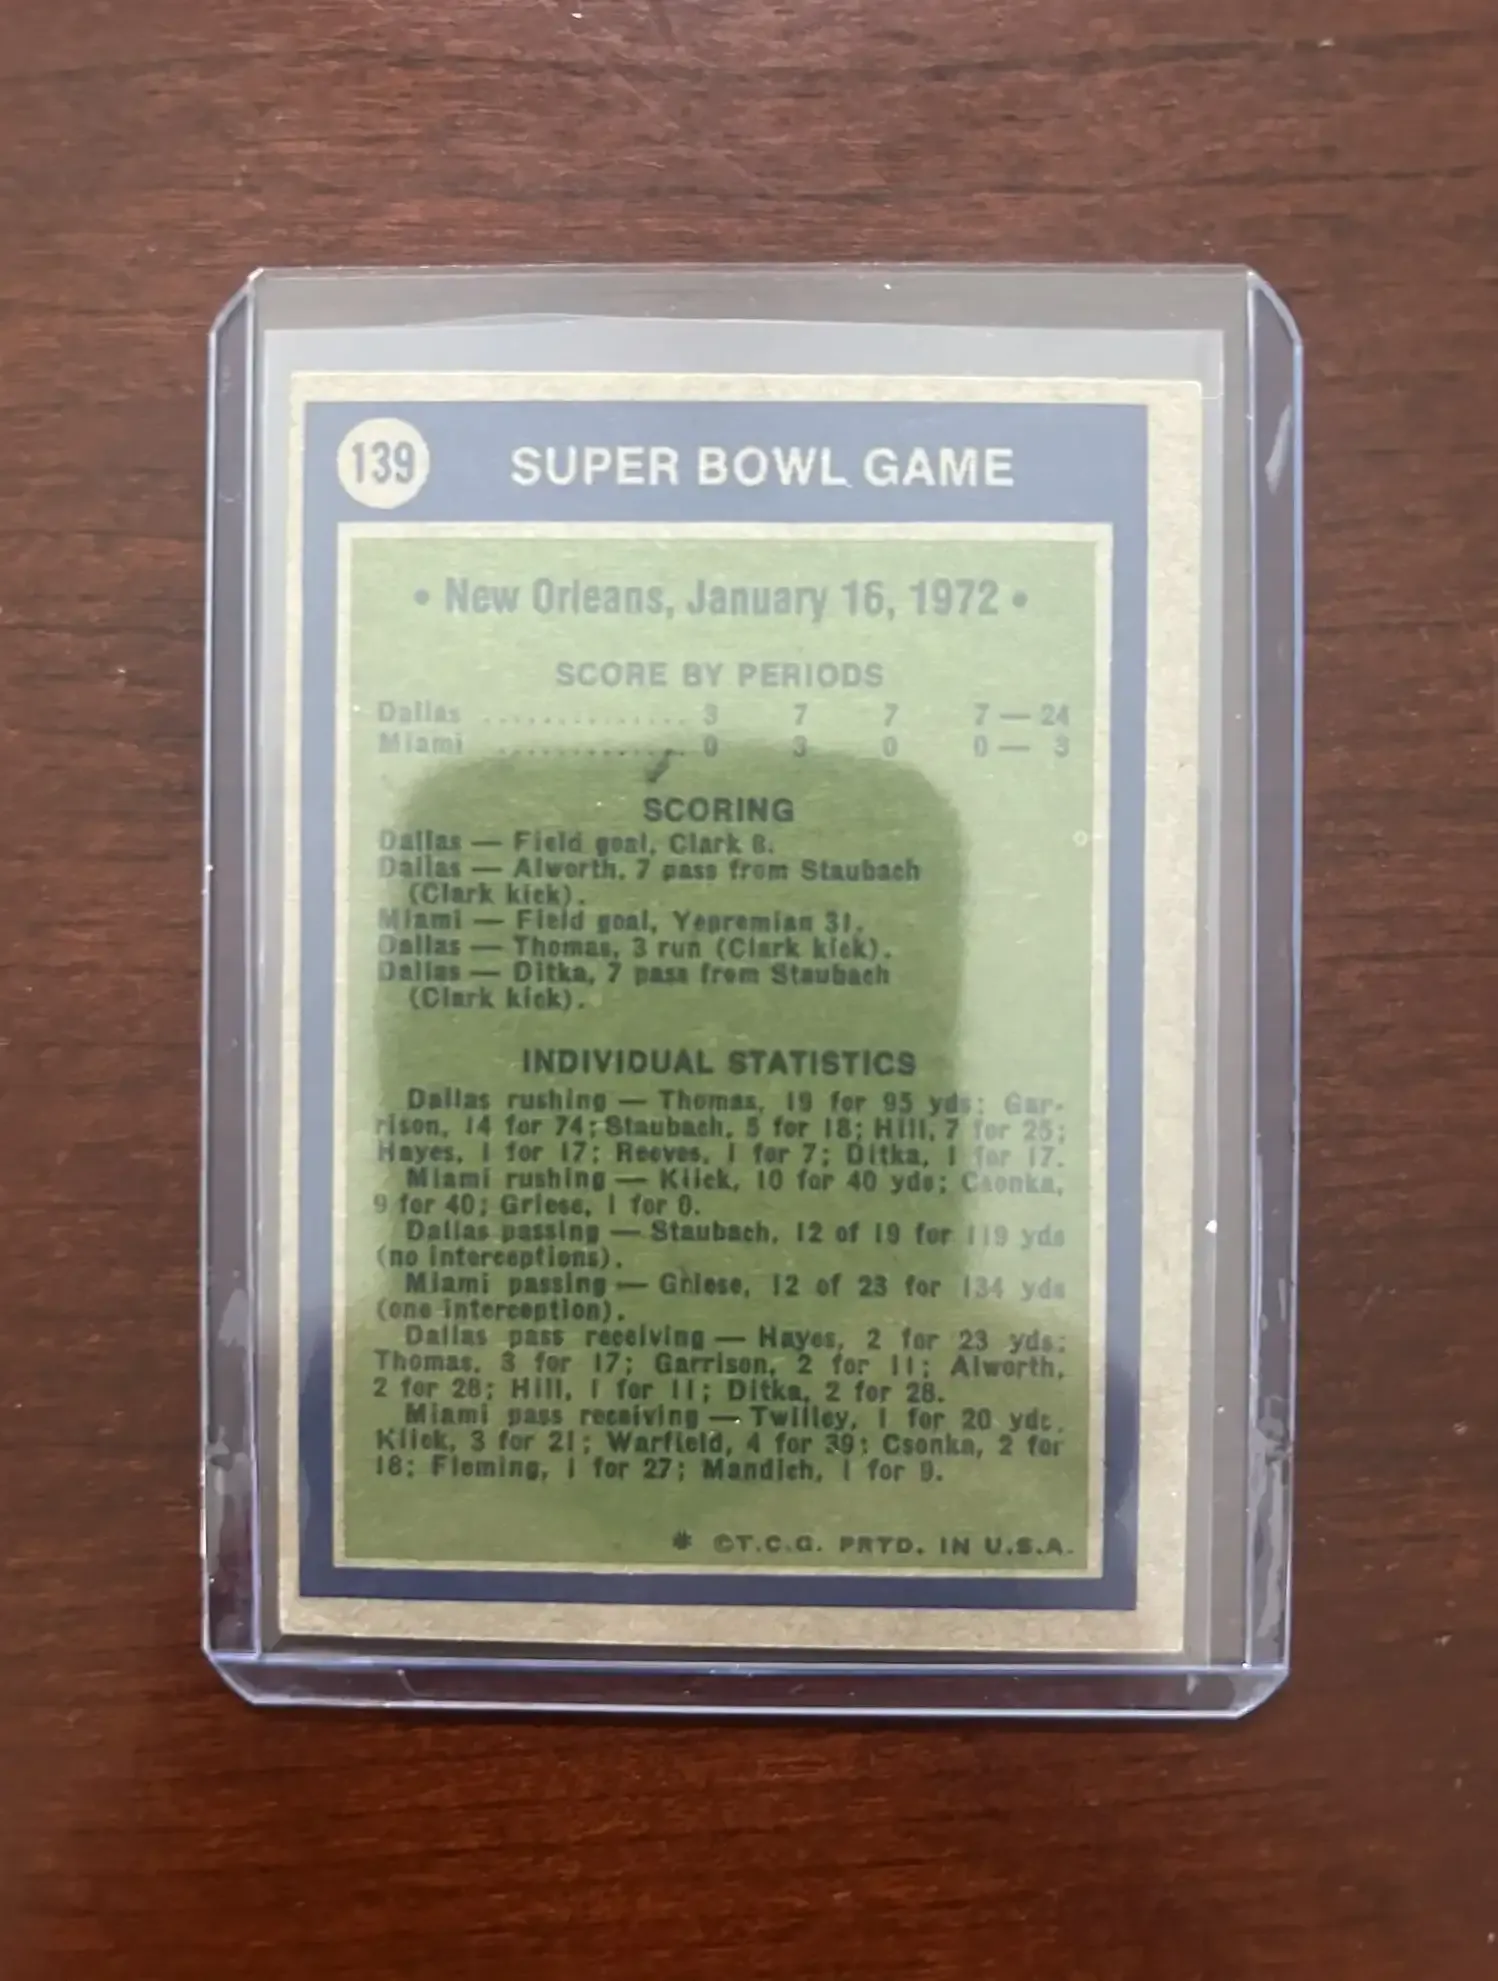 139
SUPER BOWL GAME
• New Orleans, January 16, 1972 •
SCORE BY PERIODS
Dallas ............... 3 7 7 7 — 24
Miami ............... 0 3 0 0 — 3
SCORING
Dallas — Field goal, Clark 8.
Dallas — Alworth, 7 pass from Staubach
(Clark kick).
Miami — Field goal, Yepremian 31.
Dallas — Thomas, 3 run (Clark kick).
Dallas — Ditka, 7 pass from Staubach
(Clark kick).
INDIVIDUAL STATISTICS
Dallas rushing — Thomas, 19 for 95 yds; Gar-
rison, 14 for 74; Staubach, 5 for 18; Hill, 7 for 25;
Hayes, 1 for 17; Reeves, 1 for 7; Ditka, 1 for 17.
Miami rushing — Kiick, 10 for 40 yds; Csonka,
9 for 40; Griese, 1 for 0.
Dallas passing — Staubach, 12 of 19 for 119 yds
(no interceptions).
Miami passing — Griese, 12 of 23 for 134 yds
(one interception).
Dallas pass receiving — Hayes, 2 for 23 yds;
Thomas, 3 for 17; Garrison, 2 for 11; Alworth,
2 for 28; Hill, 1 for 11; Ditka, 2 for 28.
Miami pass receiving — Twilley, 1 for 20 yds.
Kiick, 3 for 21; Warfield, 4 for 39; Csonka, 2 for
18; Fleming, 1 for 27; Mandich, 1 for 9.
* ©T.C.G. PRTD. IN U.S.A.